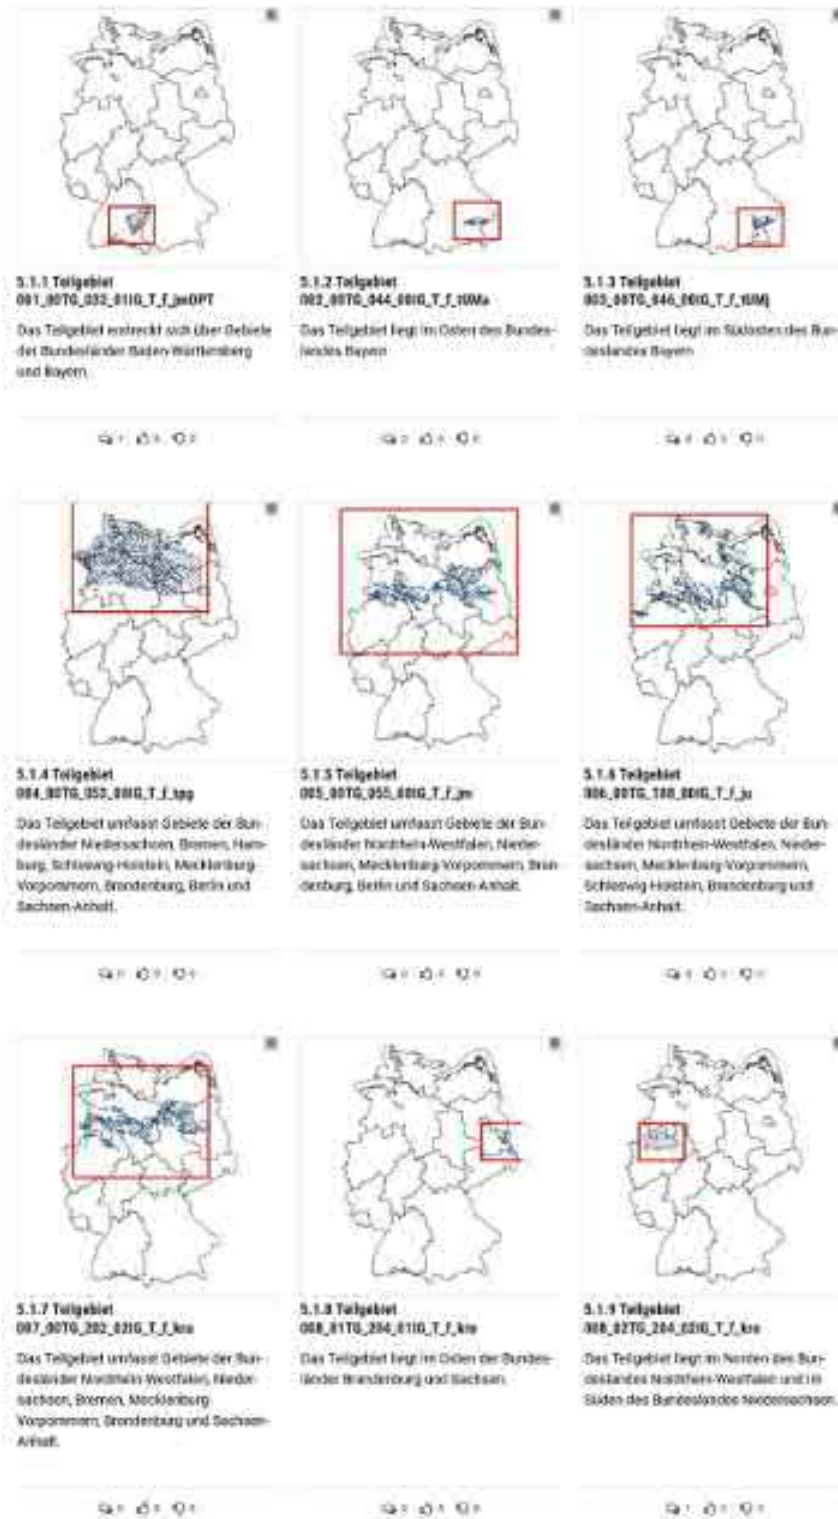 5.1.1 Teilgebiet
001_00TG_032_01IG_T_f_jmOPT
Das Teilgebiet erstreckt sich über Gebiete
der Bundesländer Baden-Württemberg
und Bayern.
5.1.2 Teilgebiet
002_00TG_044_00IG_T_f_tUMa
Das Teilgebiet liegt im Osten des Bundes-
landes Bayern
5.1.3 Teilgebiet
003_00TG_046_00IG_T_f_tUMj
Das Teilgebiet liegt im Südosten des Bun-
deslandes Bayern
5.1.4 Teilgebiet
004_00TG_053_00IG_T_f_tpg
Das Teilgebiet umfasst Gebiete der Bun-
desländer Niedersachsen, Bremen, Ham-
burg, Schleswig-Holstein, Mecklenburg-
Vorpommern, Brandenburg, Berlin und
Sachsen-Anhalt.
5.1.5 Teilgebiet
005_00TG_055_00IG_T_f_jm
Das Teilgebiet umfasst Gebiete der Bun-
desländer Nordrhein-Westfalen, Nieder-
sachsen, Mecklenburg-Vorpommern, Bran-
denburg, Berlin und Sachsen-Anhalt.
5.1.6 Teilgebiet
006_00TG_188_00IG_T_f_ju
Das Teilgebiet umfasst Gebiete der Bun-
desländer Nordrhein-Westfalen, Nieder-
sachsen, Mecklenburg-Vorpommern,
Schleswig-Holstein, Brandenburg und
Sachsen-Anhalt.
5.1.7 Teilgebiet
007_00TG_202_02IG_T_f_kro
Das Teilgebiet umfasst Gebiete der Bun-
desländer Nordrhein-Westfalen, Nieder-
sachsen, Bremen, Mecklenburg-
Vorpommern, Brandenburg und Sachsen-
Anhalt.
5.1.8 Teilgebiet
008_01TG_204_01IG_T_f_kro
Das Teilgebiet liegt im Osten der Bundes-
länder Brandenburg und Sachsen.
5.1.9 Teilgebiet
008_02TG_204_02IG_T_f_kro
Das Teilgebiet liegt im Norden des Bun-
deslandes Nordrhein-Westfalen und im
Süden des Bundeslandes Niedersachsen.